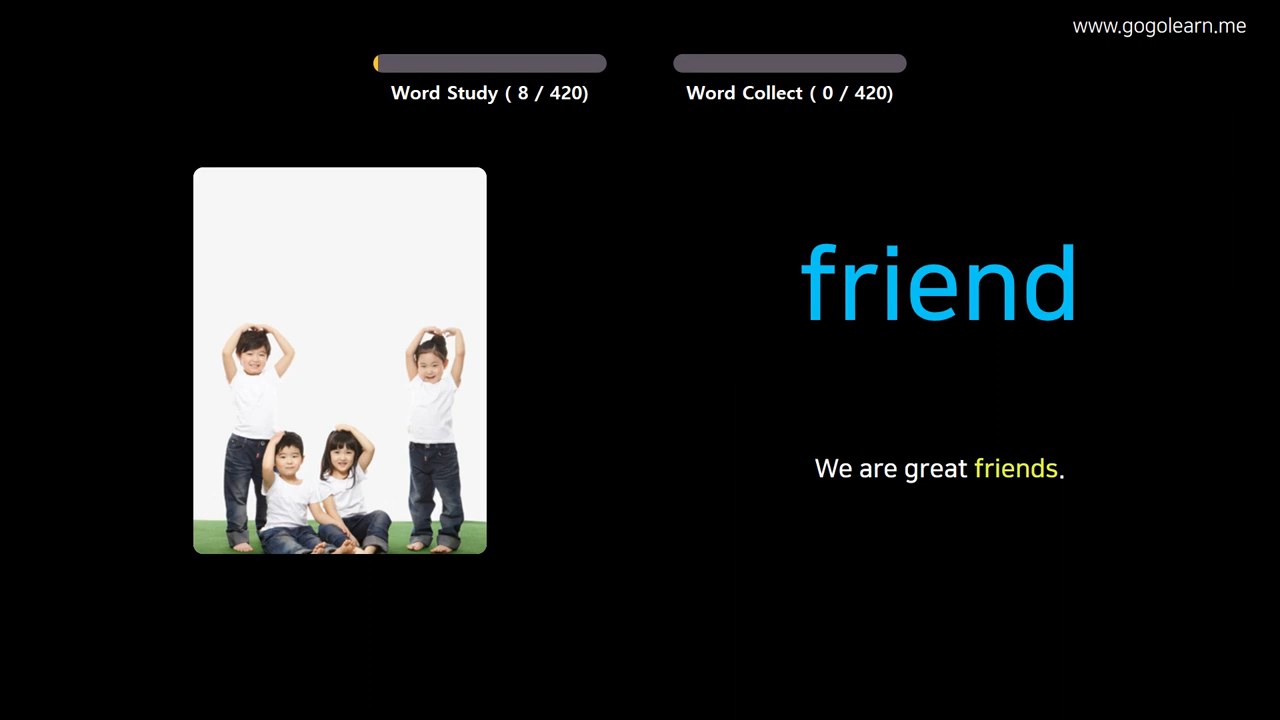 www.gogolearn.me
Word Study ( 8 / 420)
Word Collect ( 0 / 420)
friend
We are great friends.